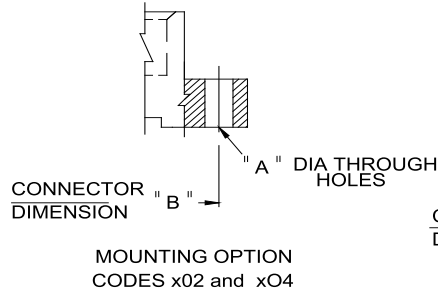 " A " DIA THROUGH
HOLES
CONNECTOR " B "
DIMENSION
MOUNTING OPTION
CODES x02 and xO4